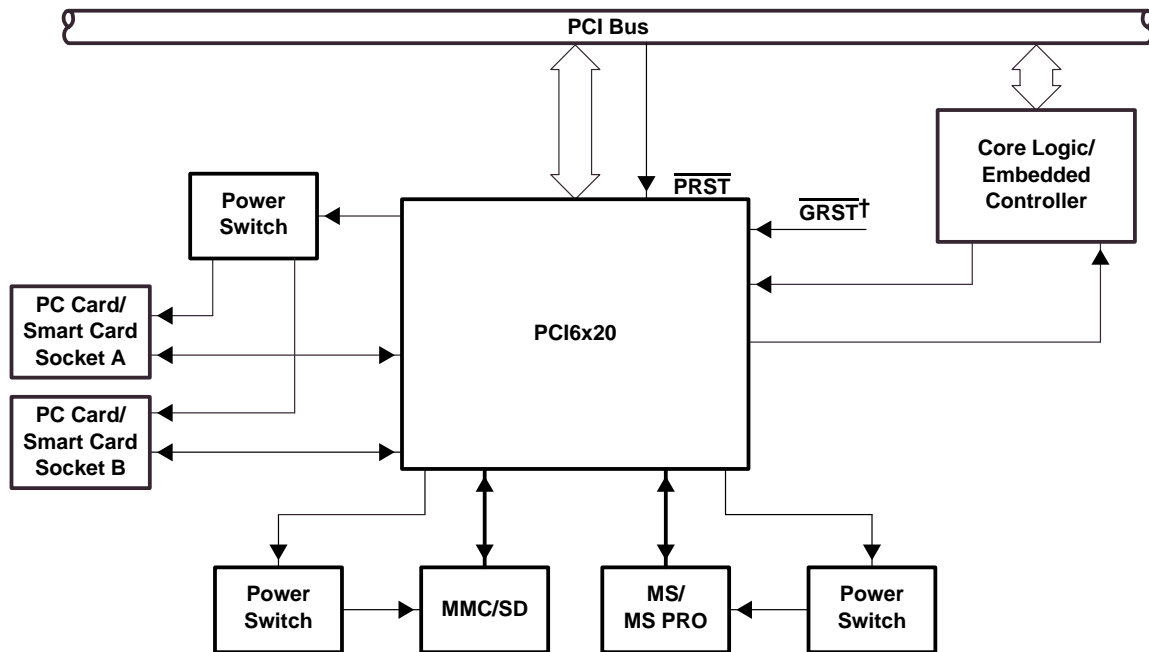 PCI Bus
Core Logic/
Embedded
Controller
PRST
GRST†
Power
Switch
PC Card/
Smart Card
Socket A
PCI6x20
PC Card/
Smart Card
Socket B
Power
Switch
MMC/SD
MS/
MS PRO
Power
Switch